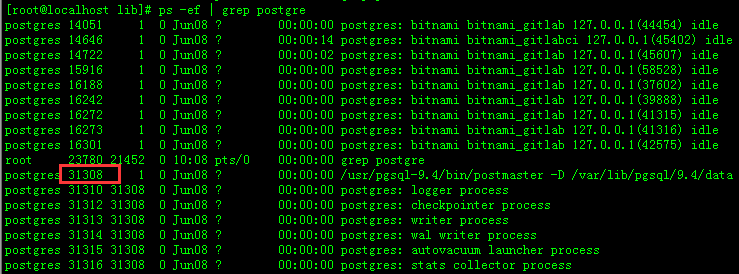 [root@localhost lib]# ps -ef | grep postgre
postgres 14051 1 0 Jun08 ? 00:00:00 postgres: bitnami bitnami_gitlab 127.0.0.1(44454) idle
postgres 14646 1 0 Jun08 ? 00:00:14 postgres: bitnami bitnami_gitlabci 127.0.0.1(45402) idle
postgres 14722 1 0 Jun08 ? 00:00:02 postgres: bitnami bitnami_gitlab 127.0.0.1(45607) idle
postgres 15916 1 0 Jun08 ? 00:00:00 postgres: bitnami bitnami_gitlab 127.0.0.1(58528) idle
postgres 16188 1 0 Jun08 ? 00:00:00 postgres: bitnami bitnami_gitlab 127.0.0.1(37602) idle
postgres 16242 1 0 Jun08 ? 00:00:00 postgres: bitnami bitnami_gitlab 127.0.0.1(39888) idle
postgres 16272 1 0 Jun08 ? 00:00:00 postgres: bitnami bitnami_gitlab 127.0.0.1(41315) idle
postgres 16273 1 0 Jun08 ? 00:00:00 postgres: bitnami bitnami_gitlab 127.0.0.1(41316) idle
postgres 16301 1 0 Jun08 ? 00:00:00 postgres: bitnami bitnami_gitlab 127.0.0.1(42575) idle
root 23780 21452 0 10:08 pts/0 00:00:00 grep postgre
postgres 31308 1 0 Jun08 ? 00:00:00 /usr/pgsql-9.4/bin/postmaster -D /var/lib/pgsql/9.4/data
postgres 31310 31308 0 Jun08 ? 00:00:00 postgres: logger process
postgres 31312 31308 0 Jun08 ? 00:00:00 postgres: checkpointer process
postgres 31313 31308 0 Jun08 ? 00:00:00 postgres: writer process
postgres 31314 31308 0 Jun08 ? 00:00:00 postgres: wal writer process
postgres 31315 31308 0 Jun08 ? 00:00:00 postgres: autovacuum launcher process
postgres 31316 31308 0 Jun08 ? 00:00:00 postgres: stats collector process